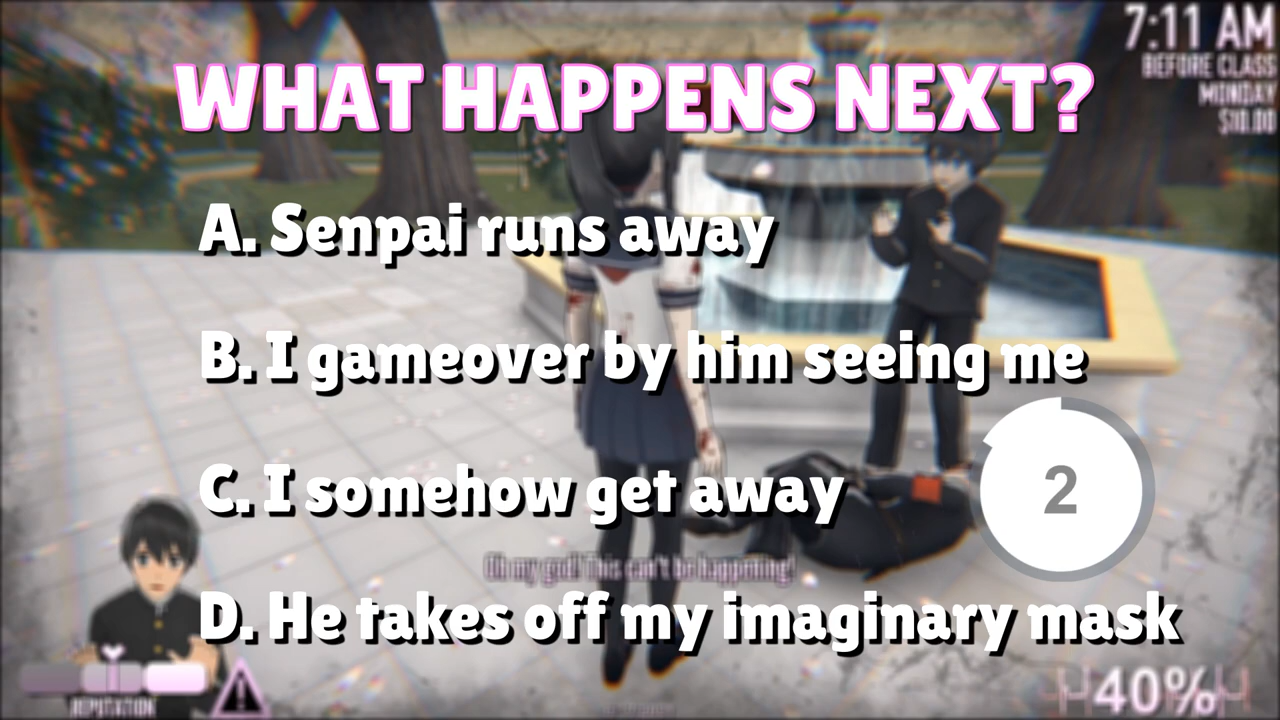 7:11 AM
BEFORE CLASS
MONDAY
$10.00
WHAT HAPPENS NEXT?
A. Senpai runs away
B. I gameover by him seeing me
C. I somehow get away
2
Oh my god! This can't be happening!
D. He takes off my imaginary mask
REPUTATION
40%